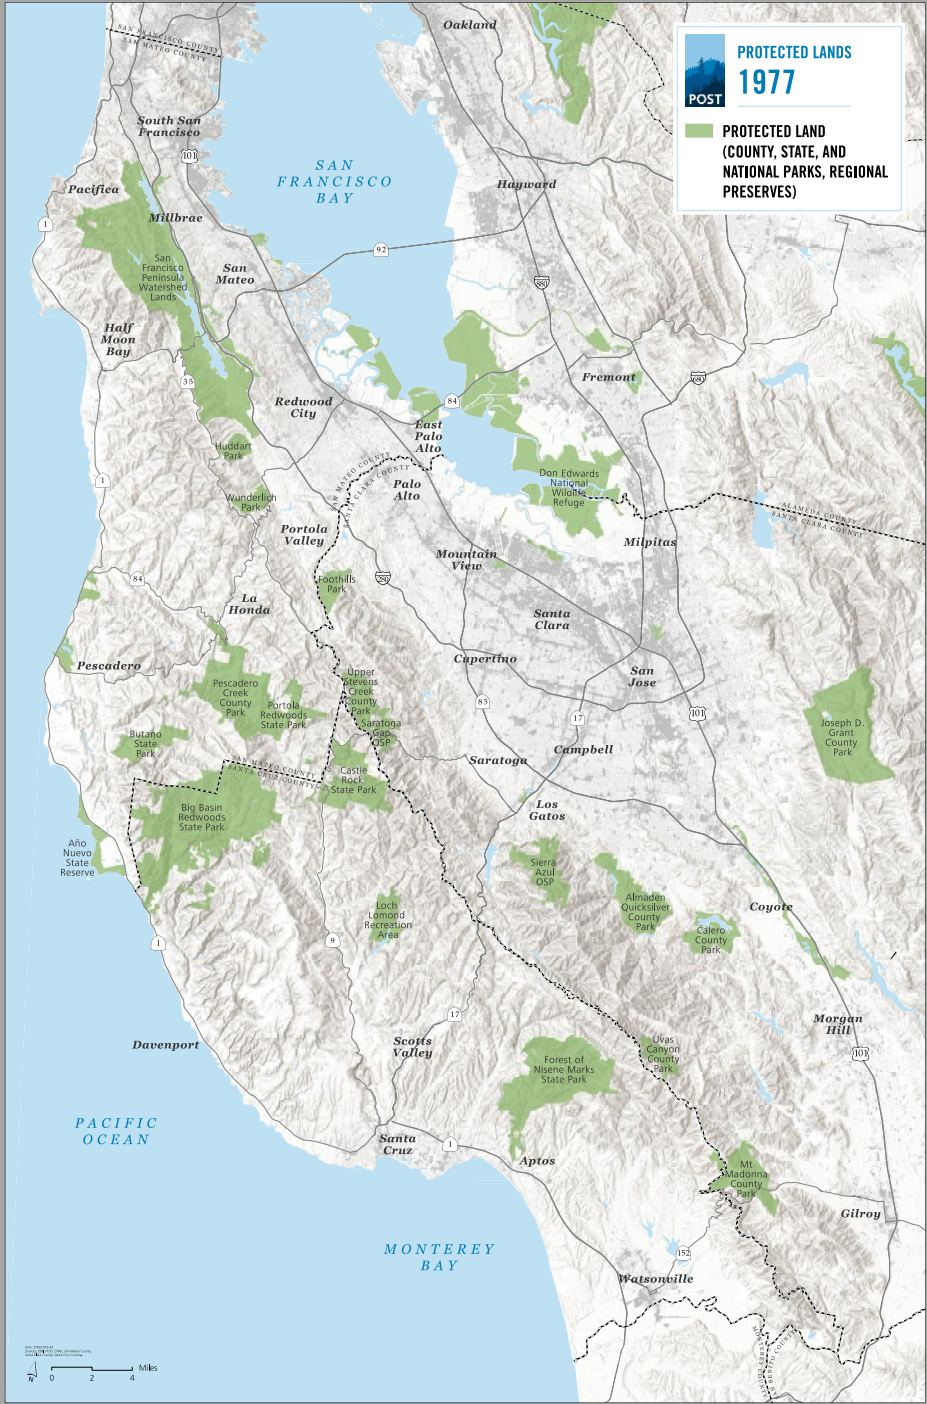 SAN FRANCISCO COUNTY
SAN MATEO COUNTY
Oakland
POST
PROTECTED LANDS
1977
PROTECTED LAND
(COUNTY, STATE, AND
NATIONAL PARKS, REGIONAL
PRESERVES)
South San
Francisco
101
SAN
FRANCISCO
BAY
Pacifica
Hayward
Millbrae
1
92
San
Francisco
Peninsula
Watershed
Lands
San
Mateo
880
Half
Moon
Bay
35
Fremont
680
Redwood
City
84
East
Palo
Alto
Huddart
Park
SAN MATEO COUNTY
SANTA CLARA COUNTY
Palo
Alto
Don Edwards
National
Wildlife
Refuge
1
Wunderlich
Park
ALAMEDA COUNTY
SANTA CLARA COUNTY
Portola
Valley
Milpitas
Mountain
View
84
Foothills
Park
280
La
Honda
Santa
Clara
Pescadero
Cupertino
San
Jose
Upper
Stevens
Creek
County
Park
Pescadero
Creek
County
Park
Portola
Redwoods
State Park
85
17
101
Saratoga
Gap
OSP
Joseph D.
Grant
County
Park
Butano
State
Park
Saratoga
Campbell
SAN MATEO COUNTY
SANTA CRUZ COUNTY
Castle
Rock
State Park
Big Basin
Redwoods
State Park
Los
Gatos
Año
Nuevo
State
Reserve
Sierra
Azul
OSP
Almaden
Quicksilver
County
Park
Coyote
Loch
Lomond
Recreation
Area
Calero
County
Park
1
9
17
Morgan
Hill
Davenport
Scotts
Valley
Uvas
Canyon
County
Park
101
Forest of
Nisene Marks
State Park
PACIFIC
OCEAN
Santa
Cruz
1
Aptos
Mt
Madonna
County
Park
Gilroy
MONTEREY
BAY
152
Watsonville
MONTEREY COUNTY
SAN BENITO COUNTY
N
0 2 4
Miles